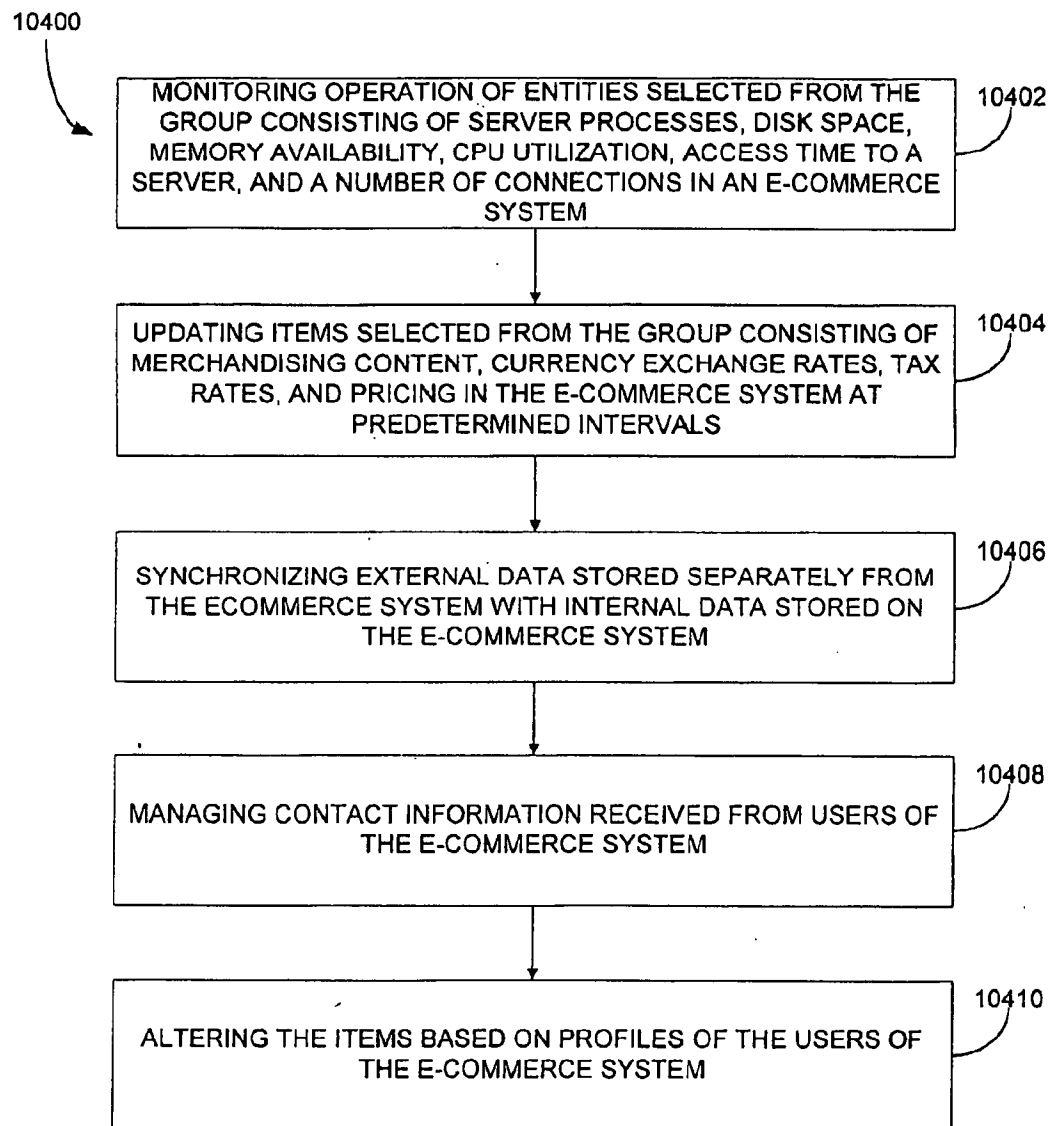 10400
MONITORING OPERATION OF ENTITIES SELECTED FROM THE
GROUP CONSISTING OF SERVER PROCESSES, DISK SPACE,
MEMORY AVAILABILITY, CPU UTILIZATION, ACCESS TIME TO A
SERVER, AND A NUMBER OF CONNECTIONS IN AN E-COMMERCE
SYSTEM
10402
UPDATING ITEMS SELECTED FROM THE GROUP CONSISTING OF
MERCHANDISING CONTENT, CURRENCY EXCHANGE RATES, TAX
RATES, AND PRICING IN THE E-COMMERCE SYSTEM AT
PREDETERMINED INTERVALS
10404
SYNCHRONIZING EXTERNAL DATA STORED SEPARATELY FROM
THE ECOMMERCE SYSTEM WITH INTERNAL DATA STORED ON
THE E-COMMERCE SYSTEM
10406
MANAGING CONTACT INFORMATION RECEIVED FROM USERS OF
THE E-COMMERCE SYSTEM
10408
ALTERING THE ITEMS BASED ON PROFILES OF THE USERS OF
THE E-COMMERCE SYSTEM
10410